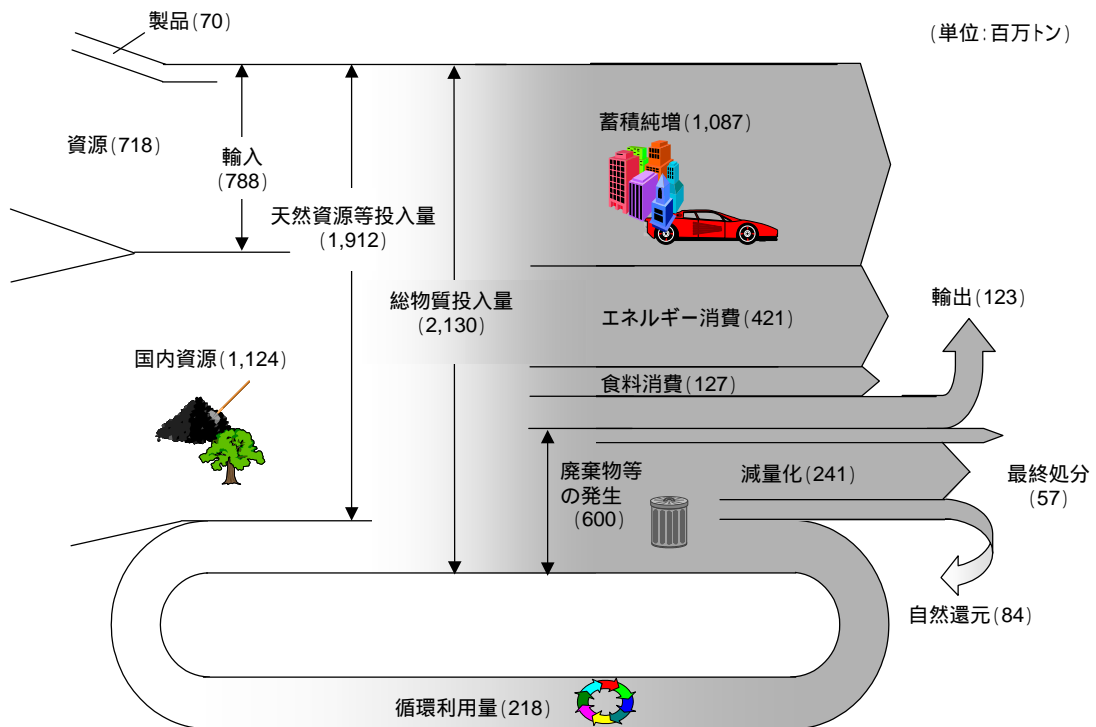 製品(70)
(単位:百万トン)
資源(718)
輸入
(788)
天然資源等投入量
(1,912)
総物質投入量
(2,130)
国内資源(1,124)
蓄積純増(1,087)
エネルギー消費(421)
食料消費(127)
輸出(123)
廃棄物等
の発生
(600)
減量化(241)
最終処分
(57)
自然還元(84)
循環利用量(218)